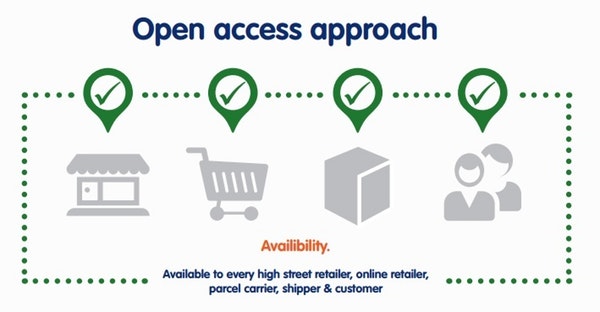 Open access approach
Availibility.
Available to every high street retailer, online retailer,
parcel carrier, shipper & customer